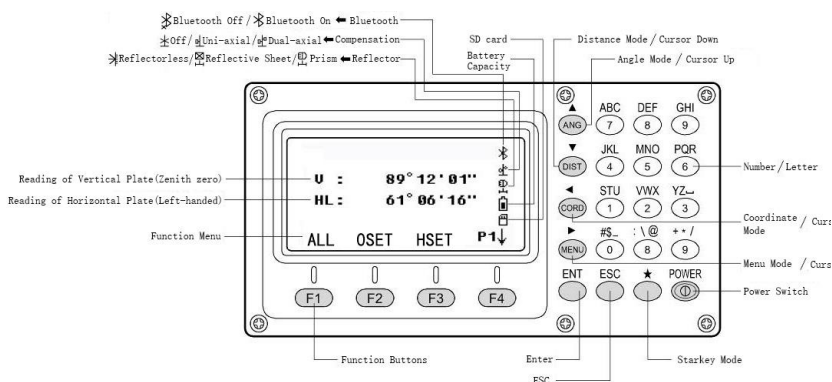 Bluetooth Off / Bluetooth On ⬅ Bluetooth
Off / Uni-axial / Dual-axial ⬅ Compensation
Reflectorless / Reflective Sheet / Prism ⬅ Reflector
SD card
Battery
Capacity
Distance Mode / Cursor Down
Angle Mode / Cursor Up
Reading of Vertical Plate(Zenith zero)
Reading of Horizontal Plate(Left-handed)
Function Menu
V : 89° 12' 01"
HL: 61° 06' 16"
ALL OSET HSET P1↓
F1 F2 F3 F4
▲ ABC DEF GHI
ANG 7 8 9
▼ JKL MNO PQR
DIST 4 5 6
◀ STU VWX YZ⌴
CORD 1 2 3
▶ #$_ : \ @ + * /
MENU 0 8 9
ENT ESC ★ POWER
Number/Letter
Coordinate / Curs
Mode
Menu Mode / Curs
Power Switch
Function Buttons
Enter
ESC
Starkey Mode